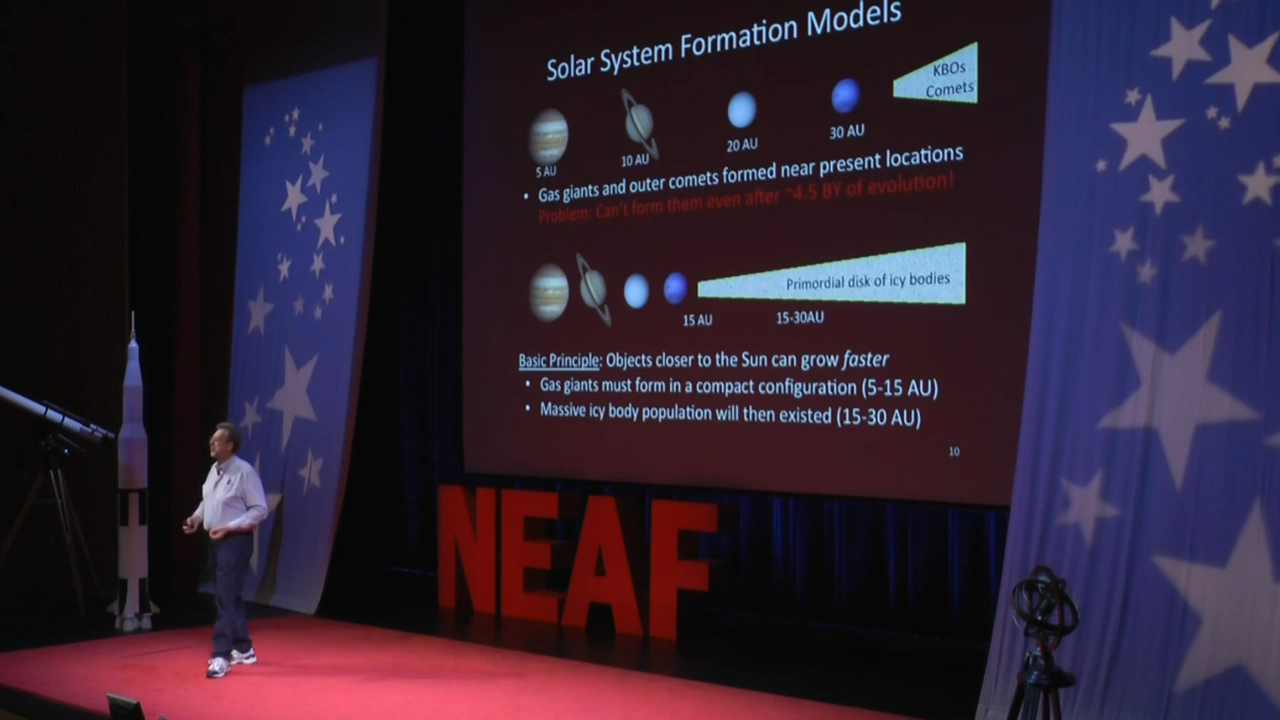 Solar System Formation Models
KBOs
Comets
5 AU
10 AU
20 AU
30 AU
• Gas giants and outer comets formed near present locations
Problem: Can't form them even after ~4.5 BY of evolution!
Primordial disk of icy bodies
15 AU
15-30AU
Basic Principle: Objects closer to the Sun can grow faster
• Gas giants must form in a compact configuration (5-15 AU)
• Massive icy body population will then existed (15-30 AU)
10
NEAF